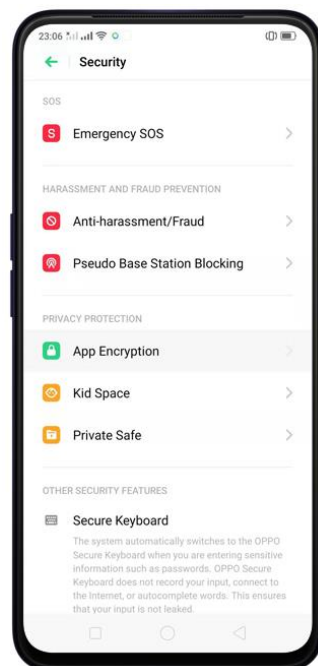 23:06
Security
SOS
S Emergency SOS
HARASSMENT AND FRAUD PREVENTION
Anti-harassment/Fraud
Pseudo Base Station Blocking
PRIVACY PROTECTION
App Encryption
Kid Space
Private Safe
OTHER SECURITY FEATURES
Secure Keyboard
The system automatically switches to the OPPO
Secure Keyboard when you are entering sensitive
information such as passwords. OPPO Secure
Keyboard does not record your input, connect to
the Internet, or autocomplete words. This ensures
that your input is not leaked.